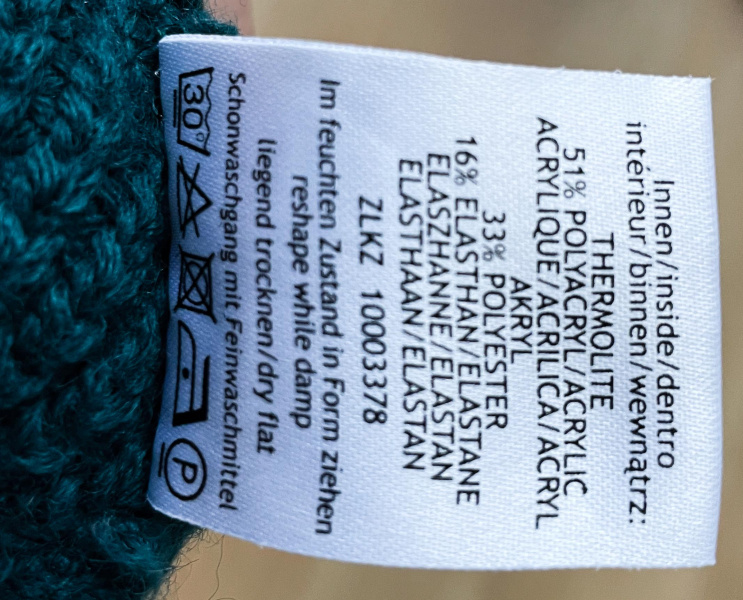 Innen/inside/dentro
intérieur/binnen/wewnątrz:
THERMOLITE
51% POLYACRYL/ACRYLIC
ACRYLIQUE/ACRILICA/ACRYL
AKRYL
33% POLYESTER
16% ELASTHAN/ELASTANE
ELASZHANNE/ELASTAN
ELASTHAAN/ELASTAN
ZLKZ 10003378
Im feuchten Zustand in Form ziehen
reshape while damp
liegend trocknen/dry flat
Schonwaschgang mit Feinwaschmittel
30° P